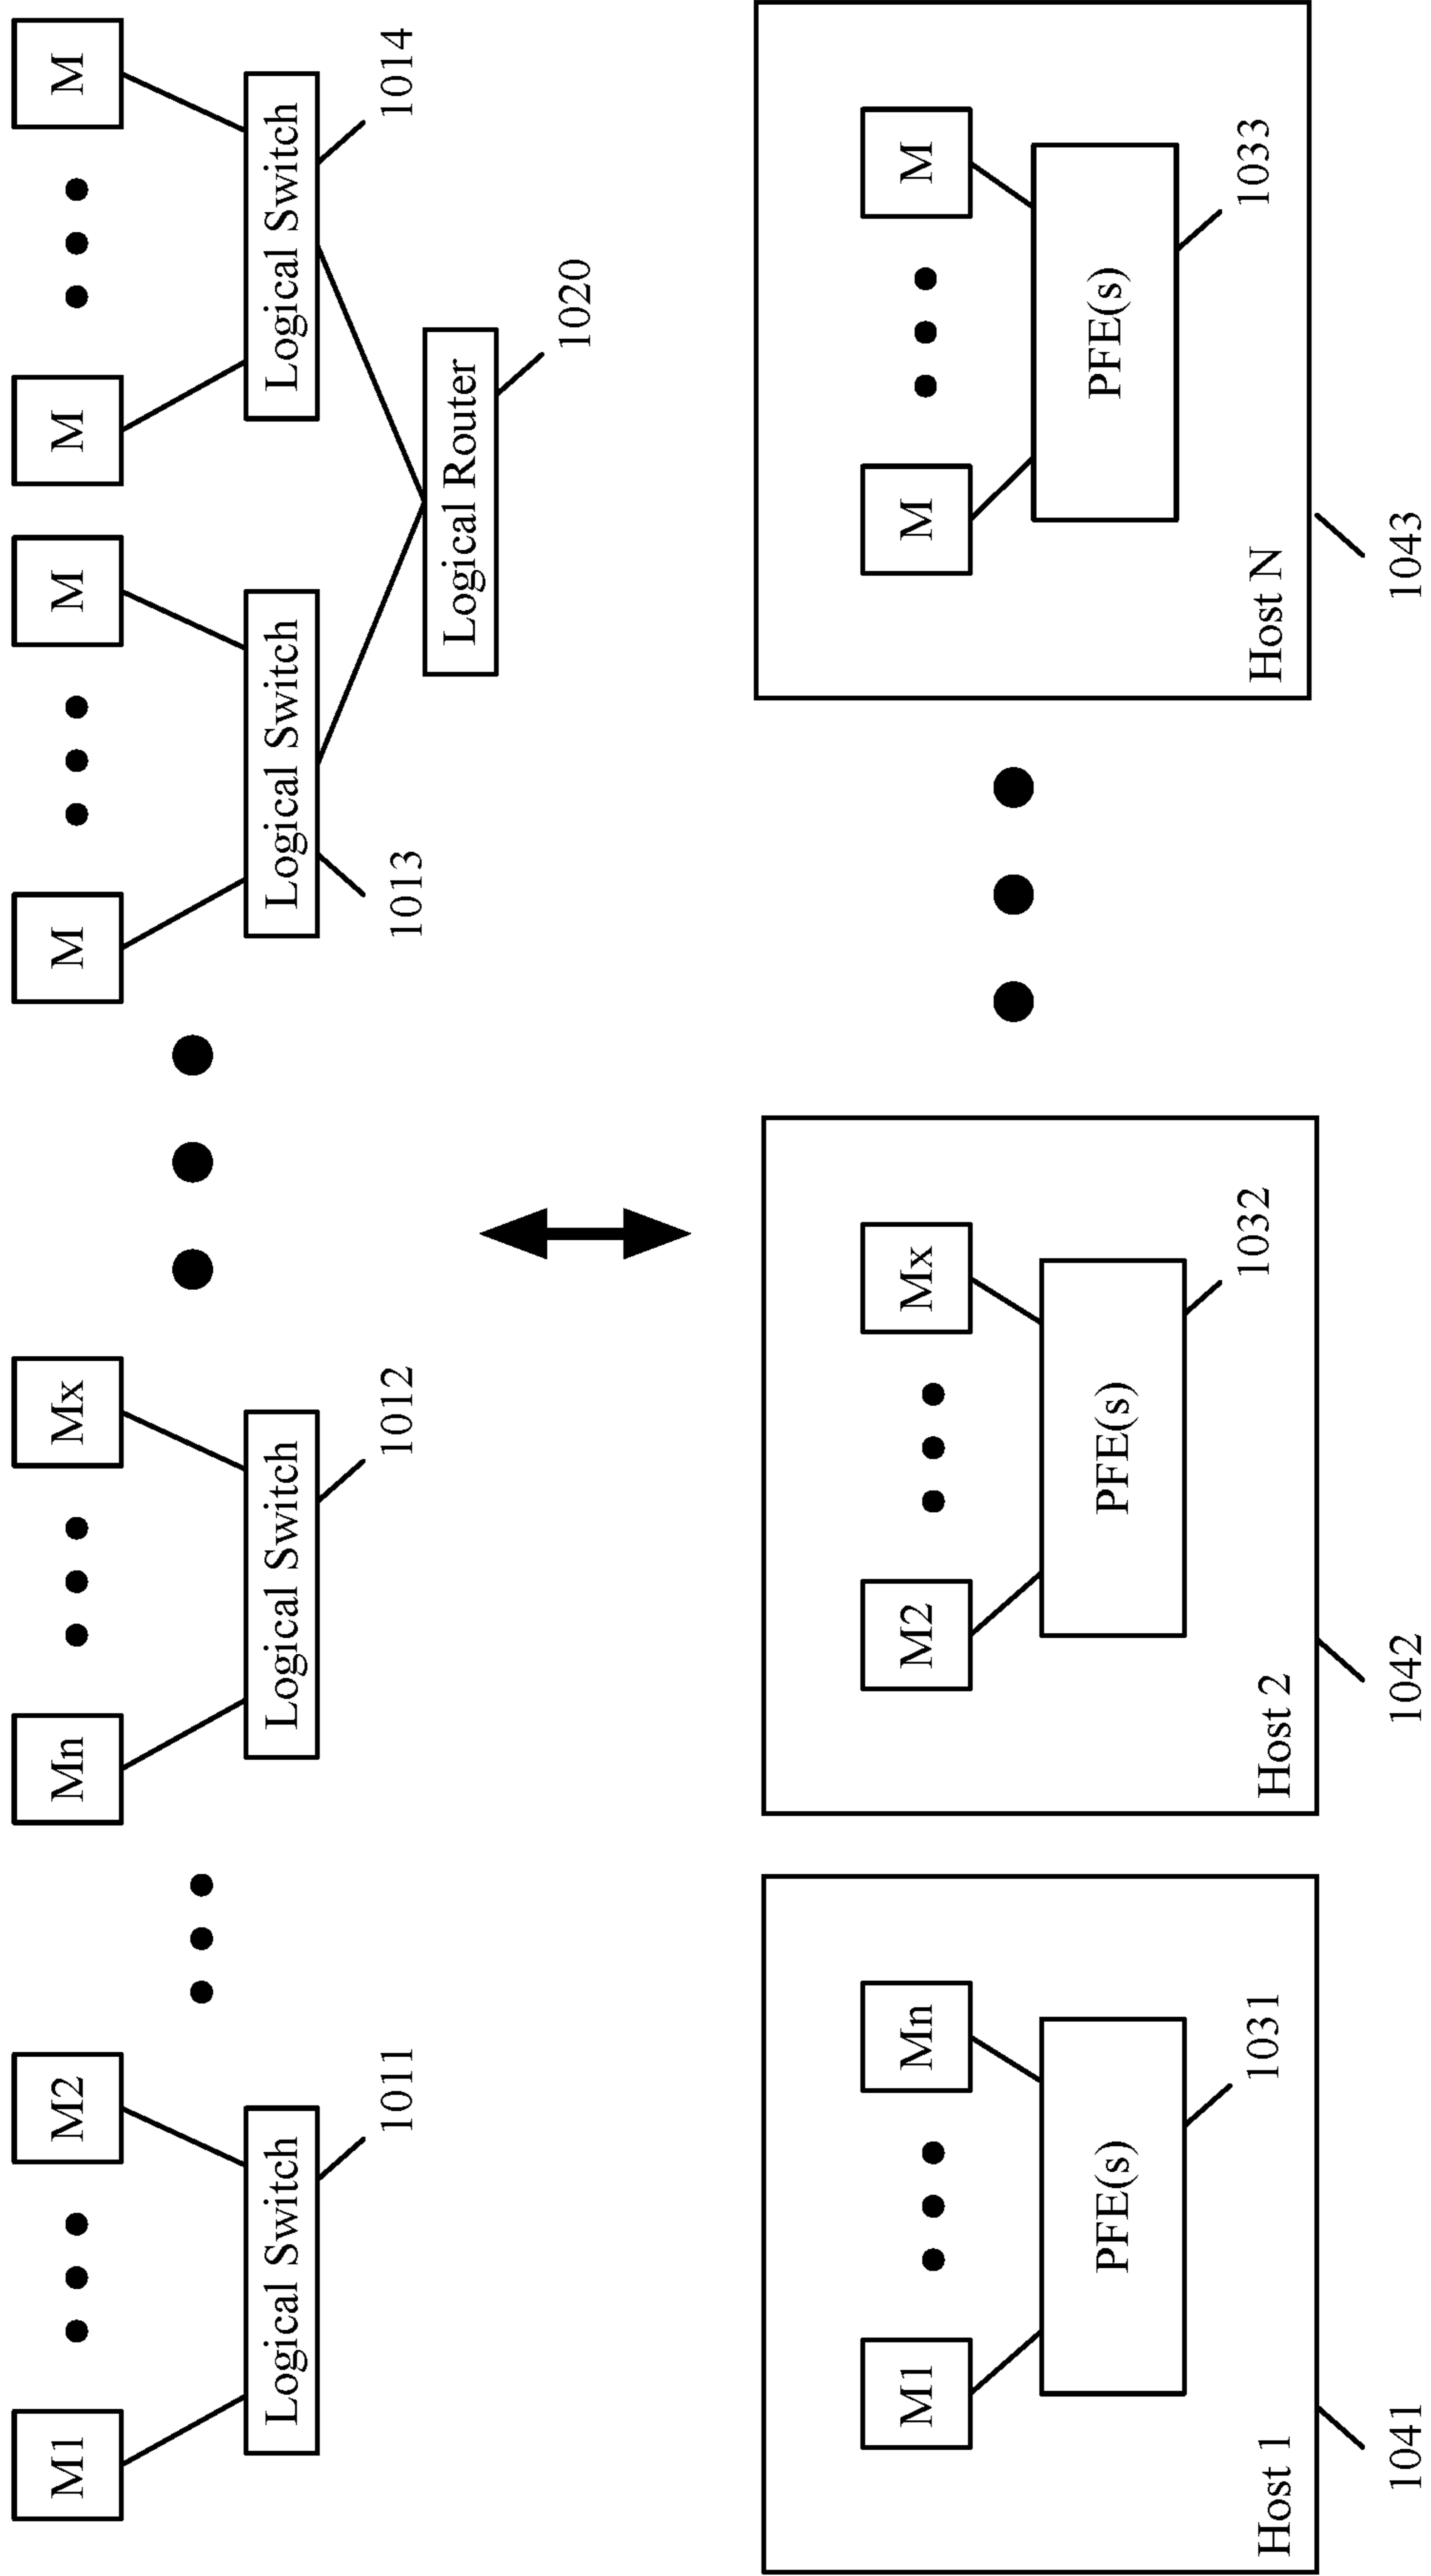 M1
M2
Mn
Mx
M
M
M
M
Logical Switch
Logical Switch
Logical Switch
Logical Switch
1011
1012
1013
1014
Logical Router
1020
M1
Mn
M2
Mx
M
M
PFE(s)
PFE(s)
PFE(s)
1031
1032
1033
Host 1
Host 2
Host N
1041
1042
1043